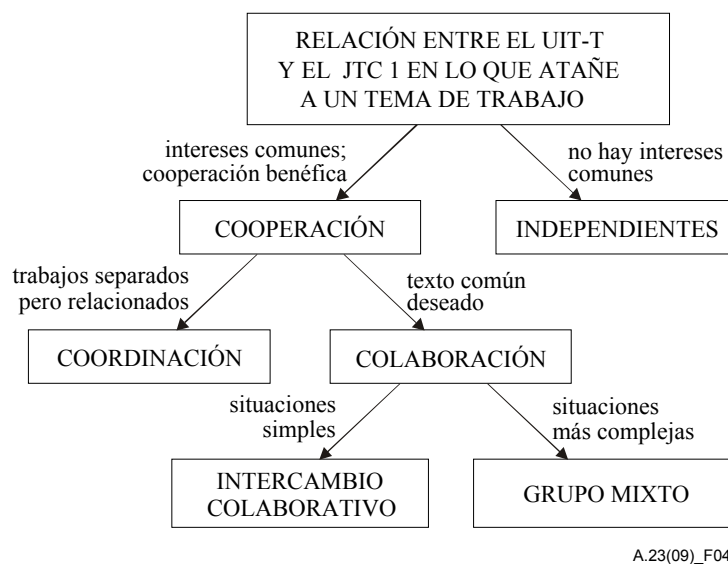 RELACIÓN ENTRE EL UIT-T
Y EL JTC 1 EN LO QUE ATAÑE
A UN TEMA DE TRABAJO
intereses comunes;
cooperación benéfica
no hay intereses
comunes
COOPERACIÓN
INDEPENDIENTES
trabajos separados
pero relacionados
texto común
deseado
COORDINACIÓN
COLABORACIÓN
situaciones
simples
situaciones
más complejas
INTERCAMBIO
COLABORATIVO
GRUPO MIXTO
A.23(09)_F04